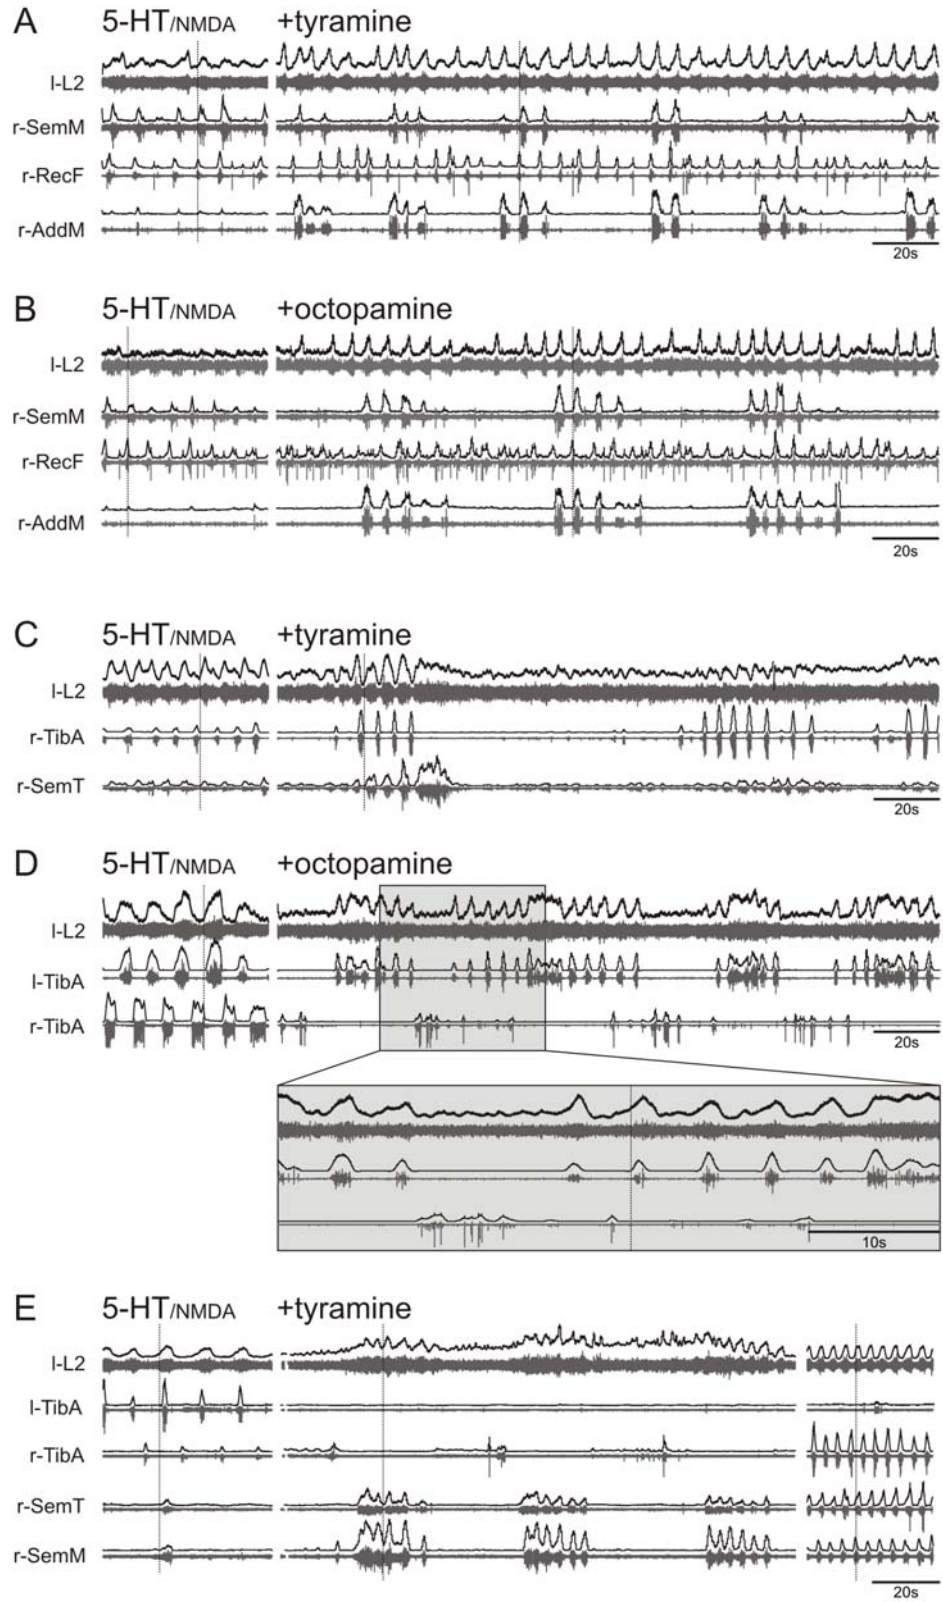 A 5-HT/NMDA +tyramine
l-L2
r-SemM
r-RecF
r-AddM
20s
B 5-HT/NMDA +octopamine
l-L2
r-SemM
r-RecF
r-AddM
20s
C 5-HT/NMDA +tyramine
l-L2
r-TibA
r-SemT
20s
D 5-HT/NMDA +octopamine
l-L2
l-TibA
r-TibA
20s
10s
E 5-HT/NMDA +tyramine
l-L2
l-TibA
r-TibA
r-SemT
r-SemM
20s